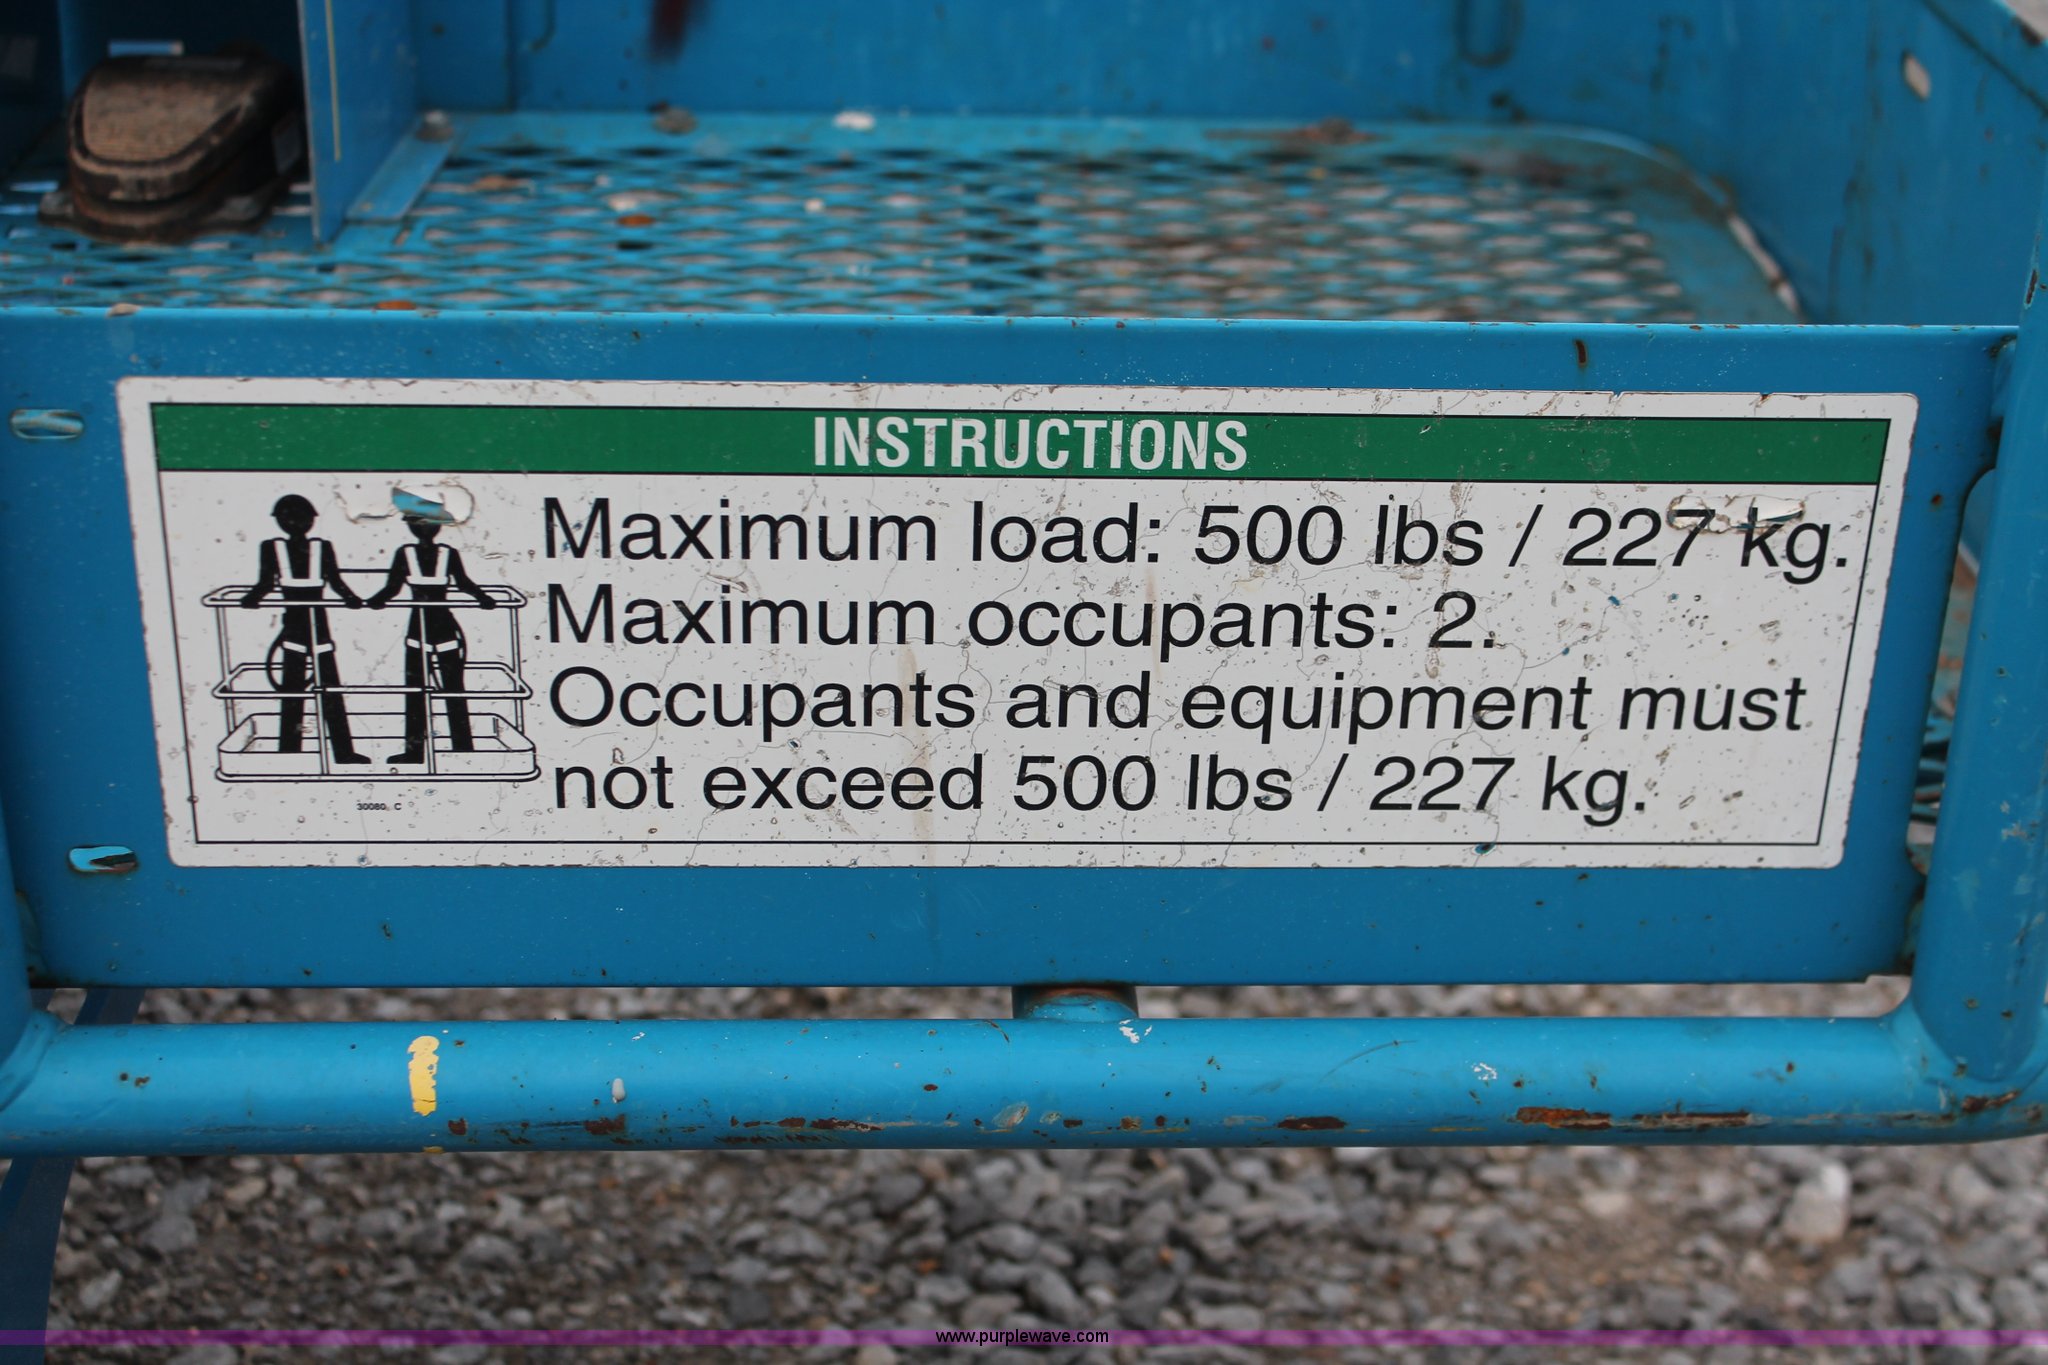 INSTRUCTIONS
Maximum load: 500 lbs / 227 kg.
Maximum occupants: 2.
Occupants and equipment must
not exceed 500 lbs / 227 kg.
30080 C
www.purplewave.com